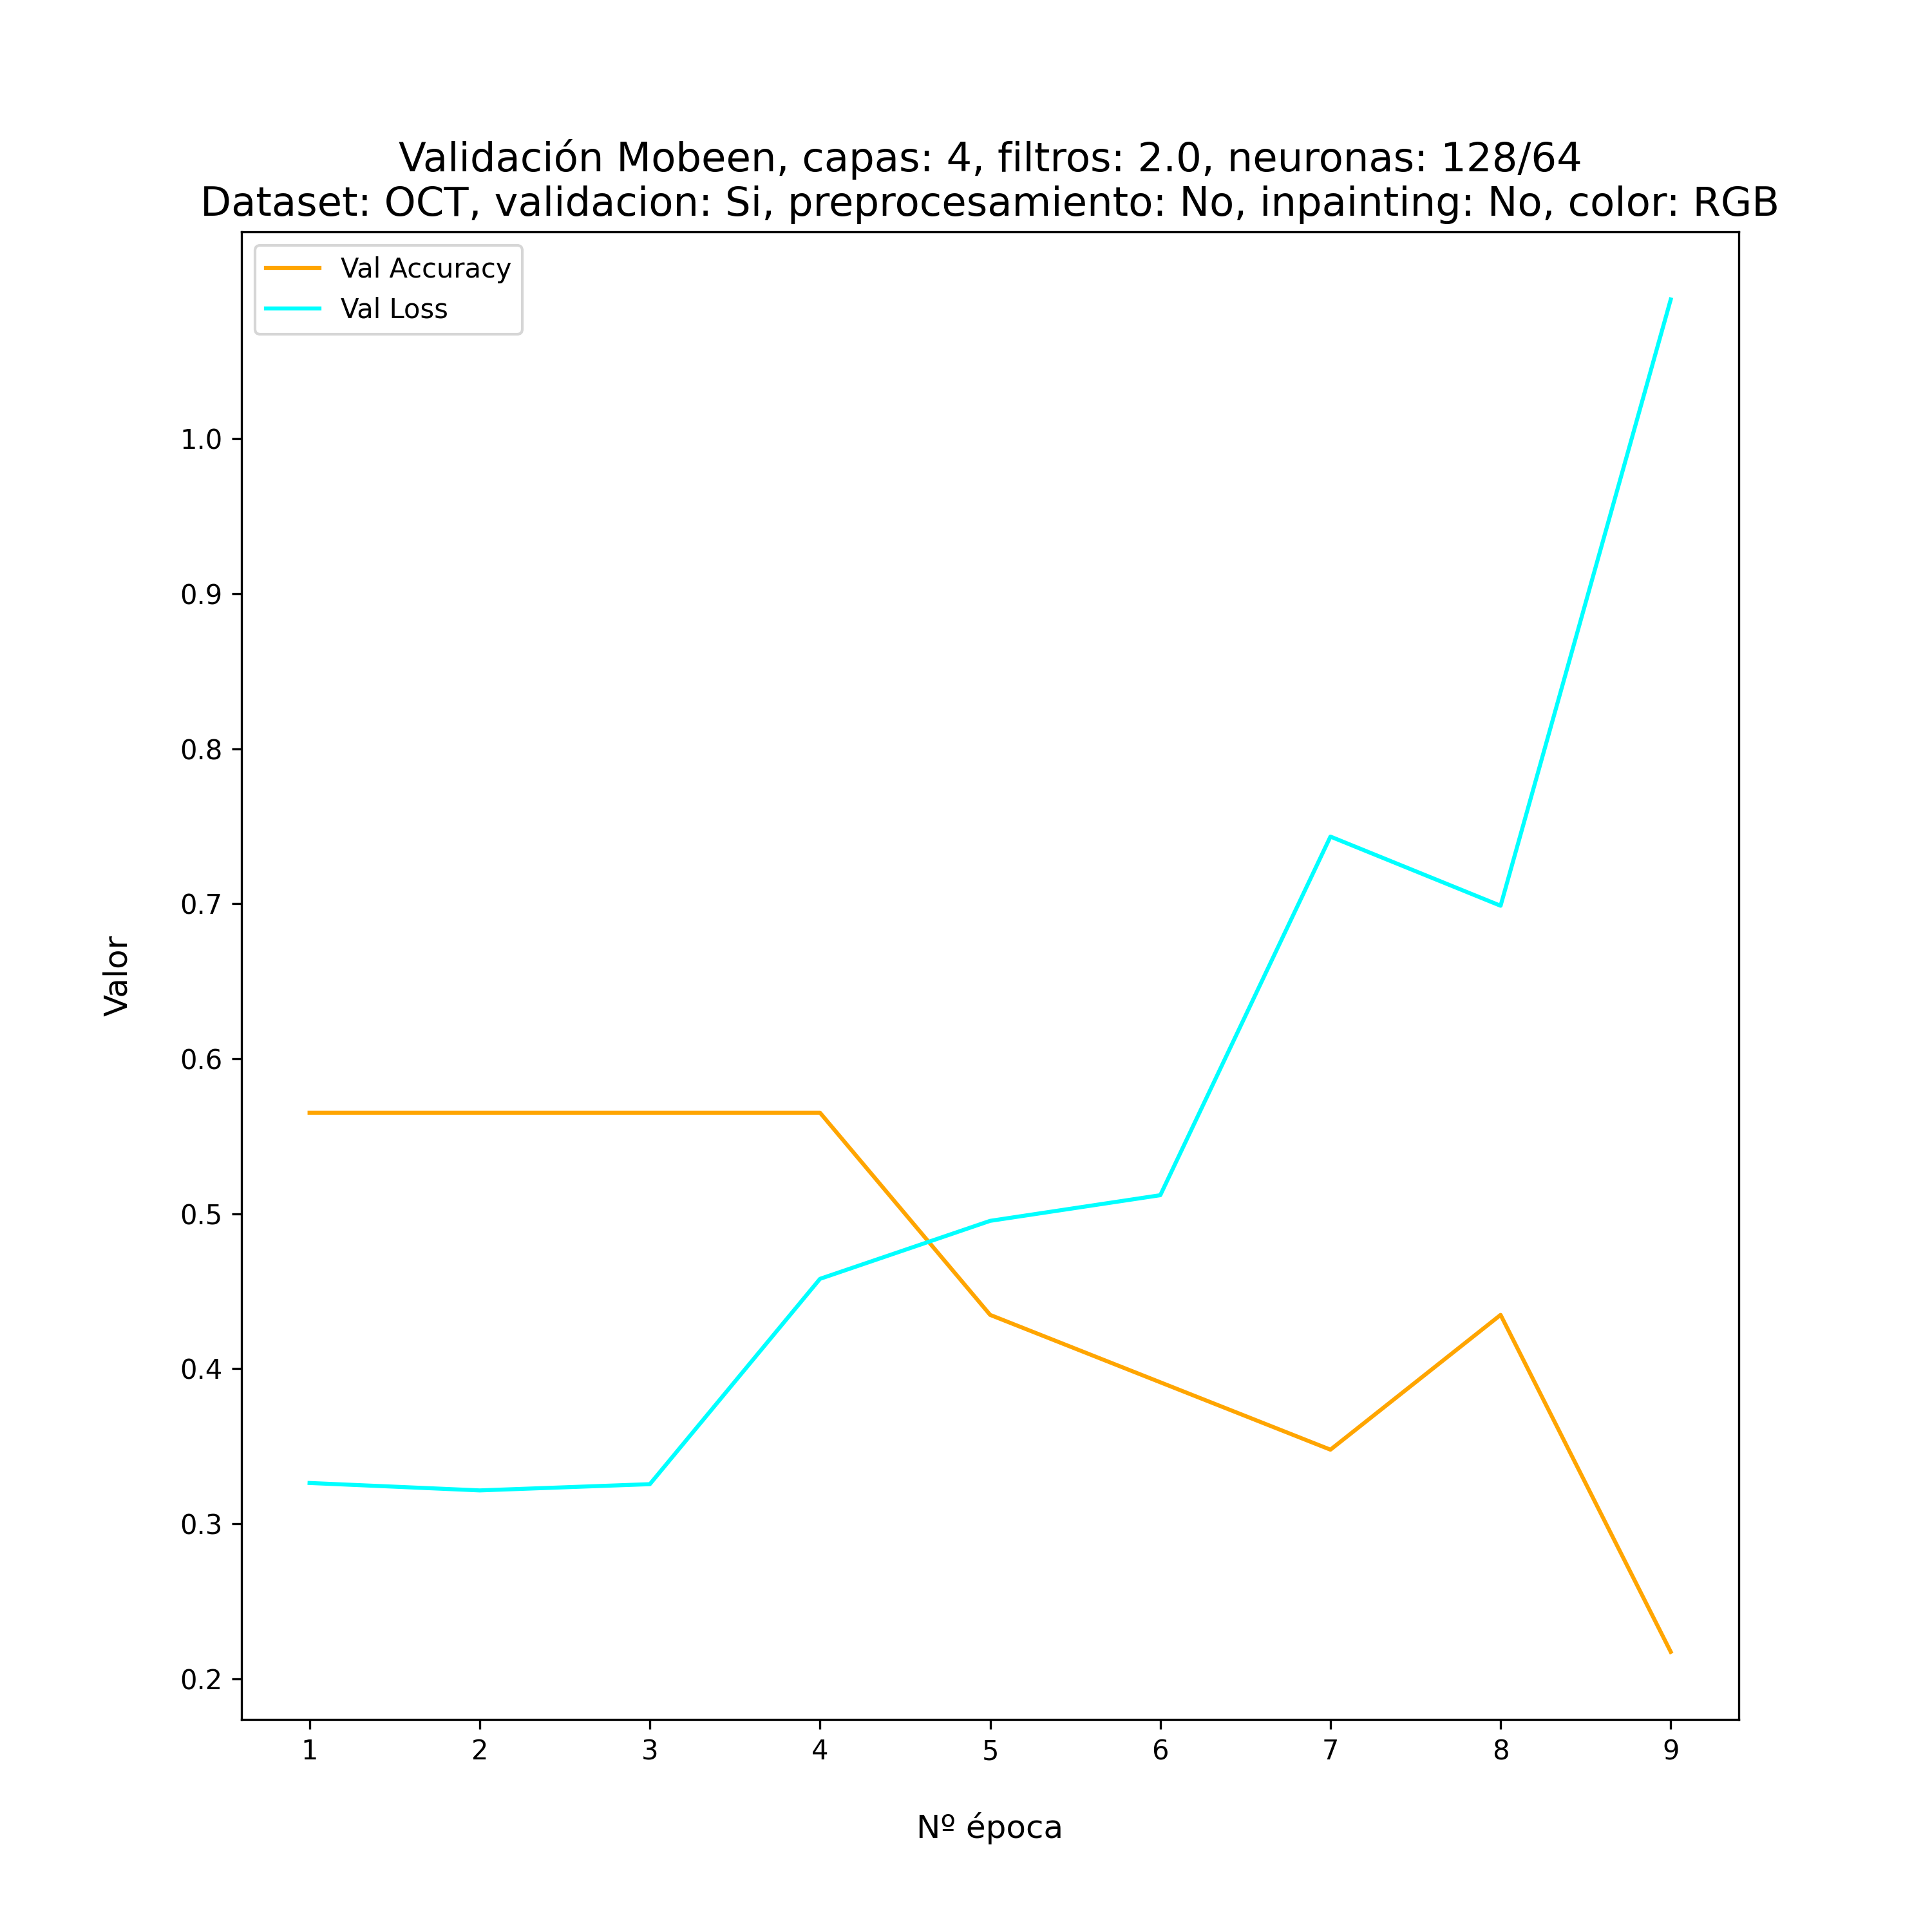 Validación Mobeen, capas: 4, filtros: 2.0, neuronas: 128/64
Dataset: OCT, validacion: Si, preprocesamiento: No, inpainting: No, color: RGB
Val Accuracy
Val Loss
1.0
0.9
0.8
0.7
0.6
0.5
0.4
0.3
0.2
Valor
1 2 3 4 5 6 7 8 9
Nº época